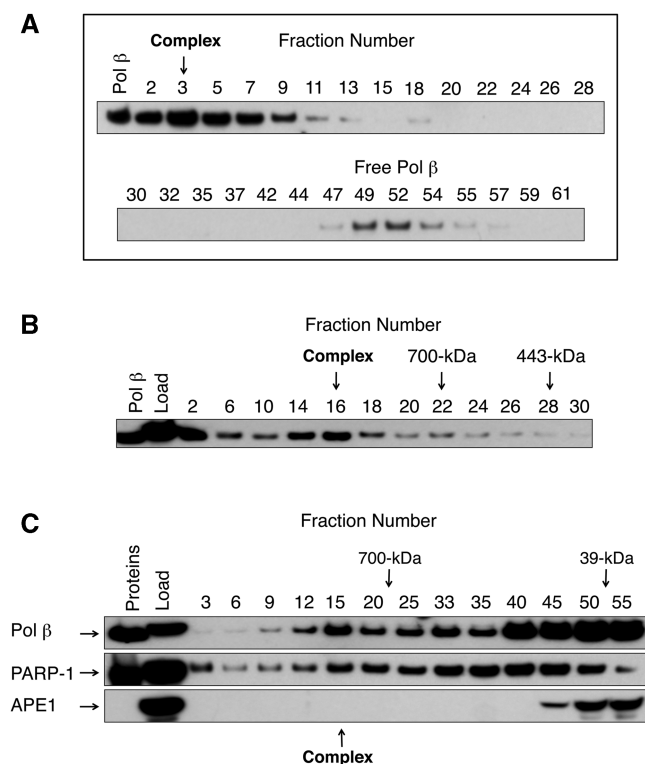 A
Complex Fraction Number
Pol β 2 3 5 7 9 11 13 15 18 20 22 24 26 28
Free Pol β
30 32 35 37 42 44 47 49 52 54 55 57 59 61
B
Fraction Number
Complex 700-kDa 443-kDa
Pol β Load 2 6 10 14 16 18 20 22 24 26 28 30
C
Fraction Number
700-kDa 39-kDa
Proteins Load 3 6 9 12 15 20 25 33 35 40 45 50 55
Pol β
PARP-1
APE1
Complex